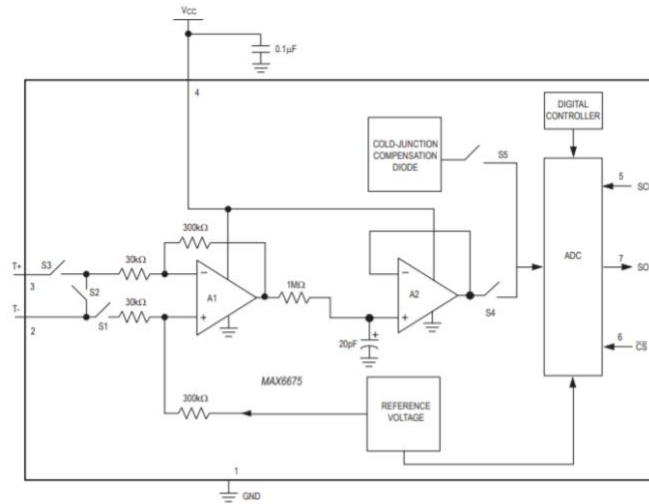 VCC
0.1µF
4
DIGITAL
CONTROLLER
COLD-JUNCTION
COMPENSATION
DIODE
S5
5
SC
300kΩ
30kΩ
T+
S3
3
S2
A1
1MΩ
A2
ADC
7
SO
30kΩ
T-
S1
2
S4
20pF
6
CS
MAX6675
300kΩ
REFERENCE
VOLTAGE
1
GND